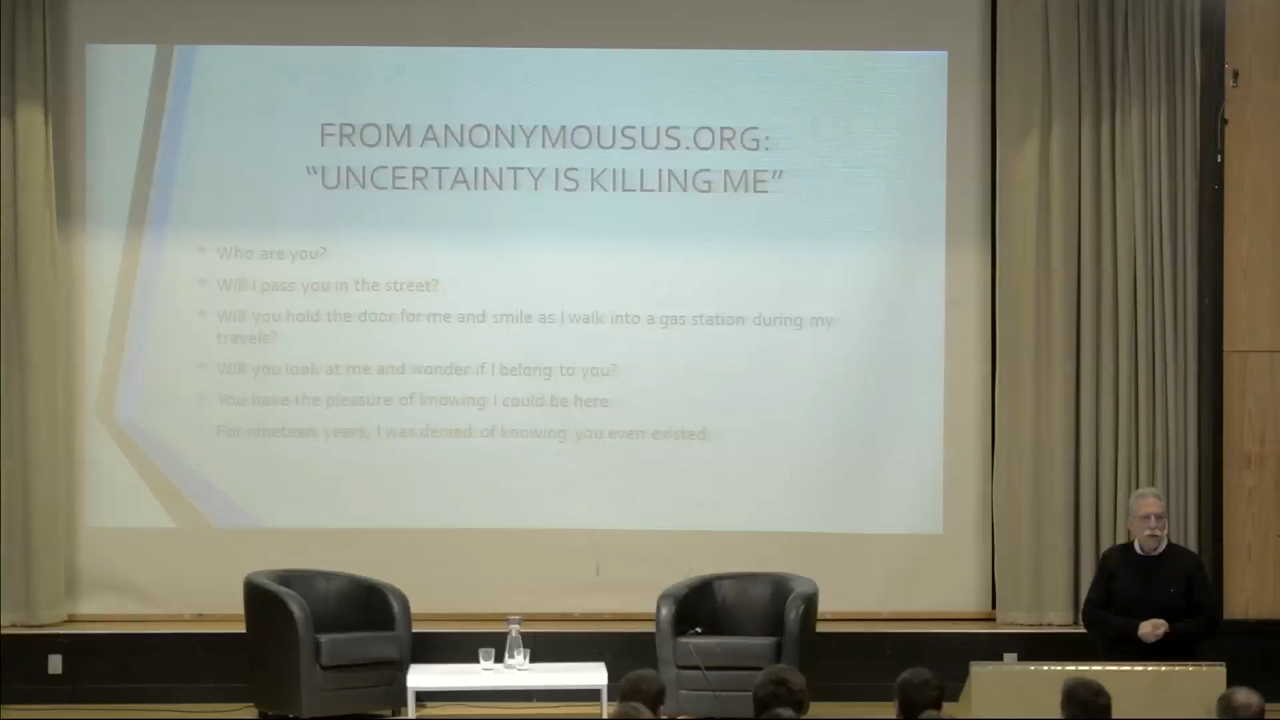 FROM ANONYMOUSUS.ORG:
“UNCERTAINTY IS KILLING ME”
Who are you?
Will I pass you in the street?
Will you hold the door for me and smile as I walk into a gas station during my
travels?
Will you look at me and wonder if I belong to you?
You have the pleasure of knowing I could be here.
For nineteen years, I was denied of knowing you even existed.